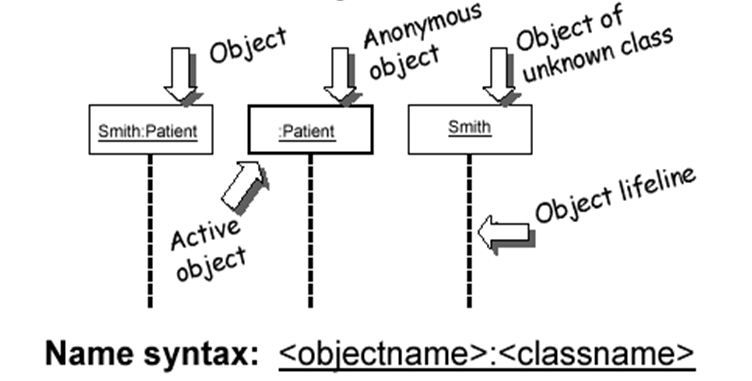 Object
Anonymous
object
Object of
unknown class
Smith:Patient
:Patient
Smith
Active
object
Object lifeline
Name syntax: <objectname>:<classname>